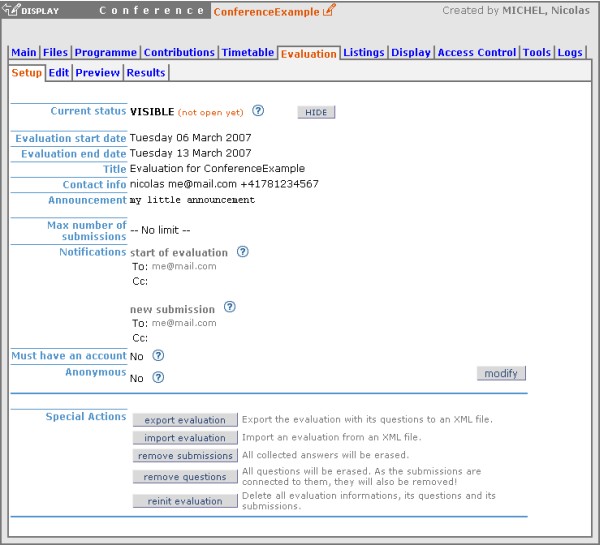 DISPLAY Conference ConferenceExample Created by MICHEL, Nicolas
Main Files Programme Contributions Timetable Evaluation Listings Display Access Control Tools Logs
Setup Edit Preview Results
Current status VISIBLE (not open yet) ? HIDE
Evaluation start date Tuesday 06 March 2007
Evaluation end date Tuesday 13 March 2007
Title Evaluation for ConferenceExample
Contact info nicolas me@mail.com +41781234567
Announcement my little announcement
Max number of
submissions -- No limit --
Notifications start of evaluation ?
To: me@mail.com
Cc:
new submission ?
To: me@mail.com
Cc:
Must have an account No ?
Anonymous No ? modify
Special Actions export evaluation Export the evaluation with its questions to an XML file.
import evaluation Import an evaluation from an XML file.
remove submissions All collected answers will be erased.
remove questions All questions will be erased. As the submissions are
connected to them, they will also be removed!
reinit evaluation Delete all evaluation informations, its questions and its
submissions.